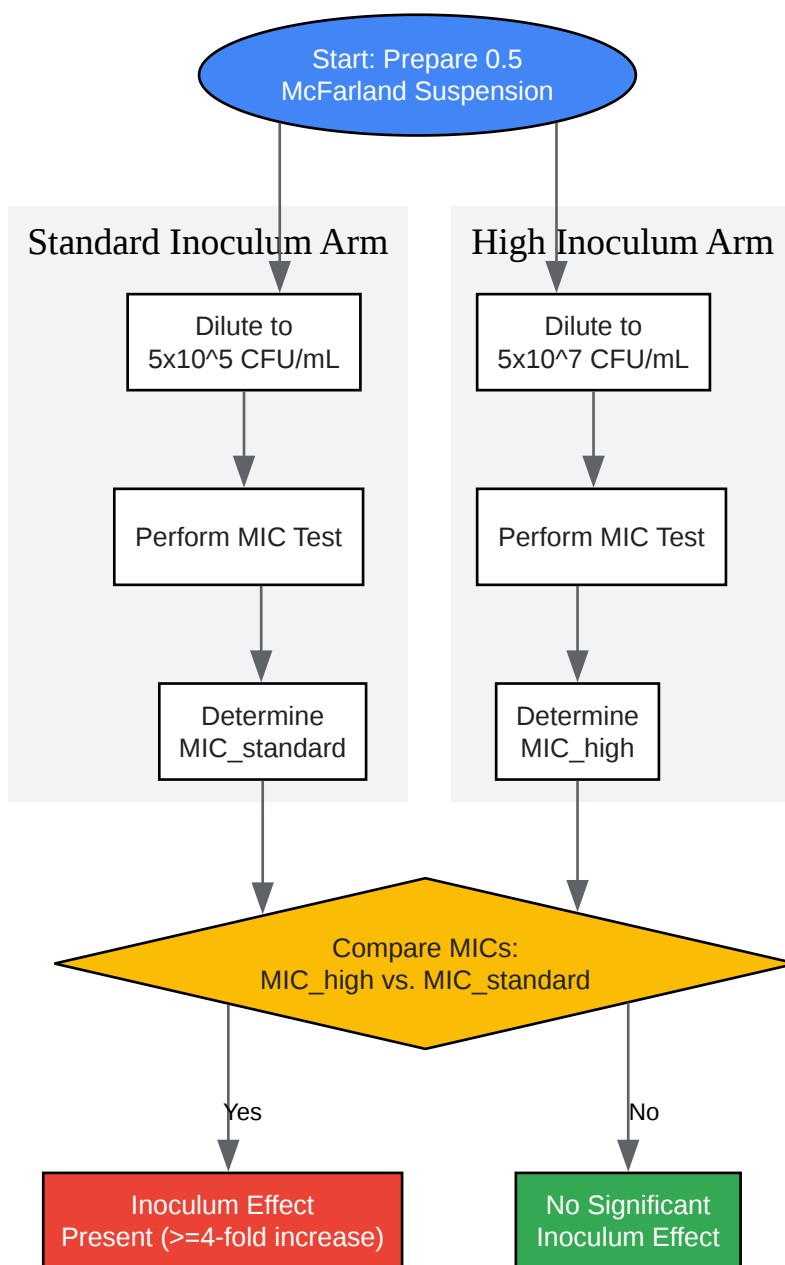 Start: Prepare 0.5
McFarland Suspension
Standard Inoculum Arm
High Inoculum Arm
Dilute to
5x10^5 CFU/mL
Dilute to
5x10^7 CFU/mL
Perform MIC Test
Perform MIC Test
Determine
MIC_standard
Determine
MIC_high
Compare MICs:
MIC_high vs. MIC_standard
Yes
No
Inoculum Effect
Present (>=4-fold increase)
No Significant
Inoculum Effect